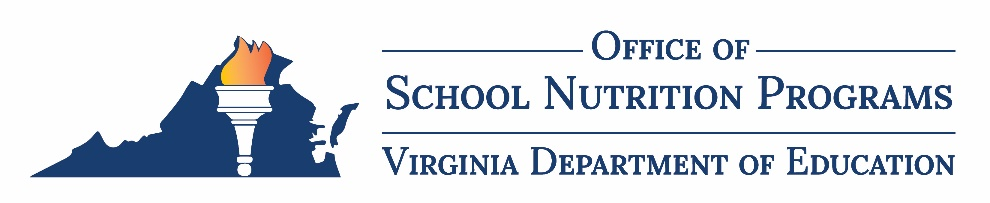 Office of
School Nutrition Programs
Virginia Department of Education